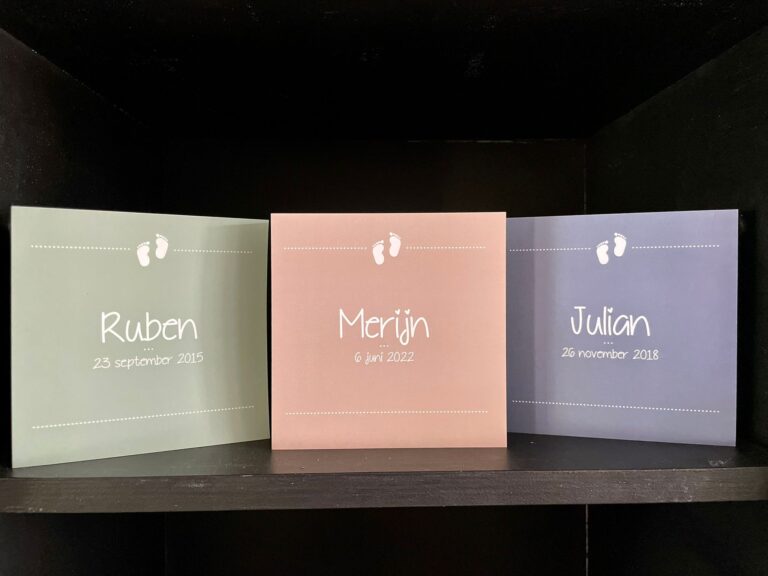 Ruben
23 september 2015
Merijn
6 juni 2022
Julian
26 november 2018